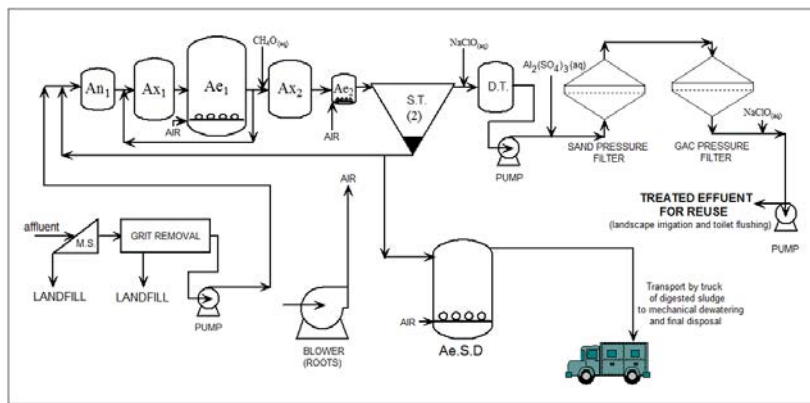 CH₄O(aq)
NaClO(aq)
Al₂(SO₄)₃(aq)
An₁
Ax₁
Ae₁
Ax₂
Ae₂
S.T.
(2)
D.T.
AIR
AIR
PUMP
SAND PRESSURE
FILTER
GAC PRESSURE
FILTER
NaClO(aq)
AIR
TREATED EFFUENT
FOR REUSE
(landscape irrigation and toilet flushing)
PUMP
affluent
M.S.
GRIT REMOVAL
LANDFILL
LANDFILL
PUMP
BLOWER
(ROOTS)
AIR
Ae.S.D
Transport by truck
of digested sludge
to mechanical dewatering
and final disposal